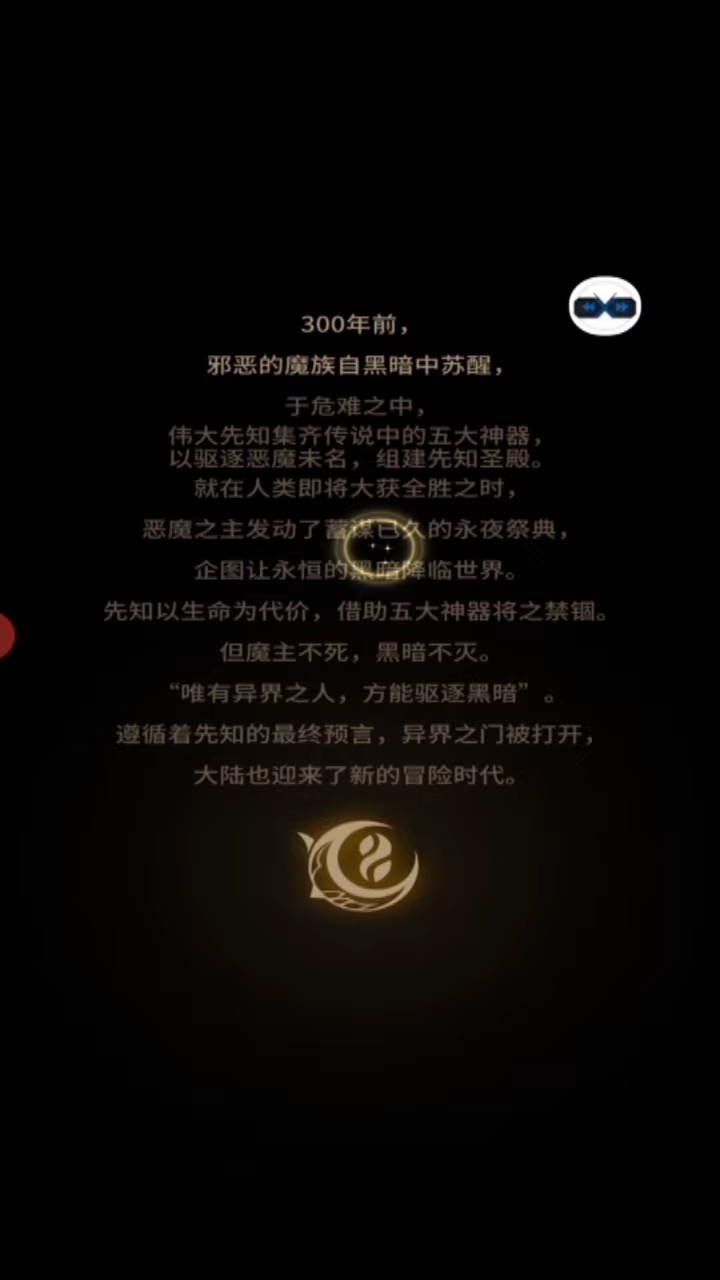 300年前，
邪恶的魔族自黑暗中苏醒，
于危难之中，
伟大先知集齐传说中的五大神器，
以驱逐恶魔未名，组建先知圣殿。
就在人类即将大获全胜之时，
恶魔之主发动了蓄谋已久的永夜祭典，
企图让永恒的黑暗降临世界。
先知以生命为代价，借助五大神器将之禁锢。
但魔主不死，黑暗不灭。
“唯有异界之人，方能驱逐黑暗”。
遵循着先知的最终预言，异界之门被打开，
大陆也迎来了新的冒险时代。